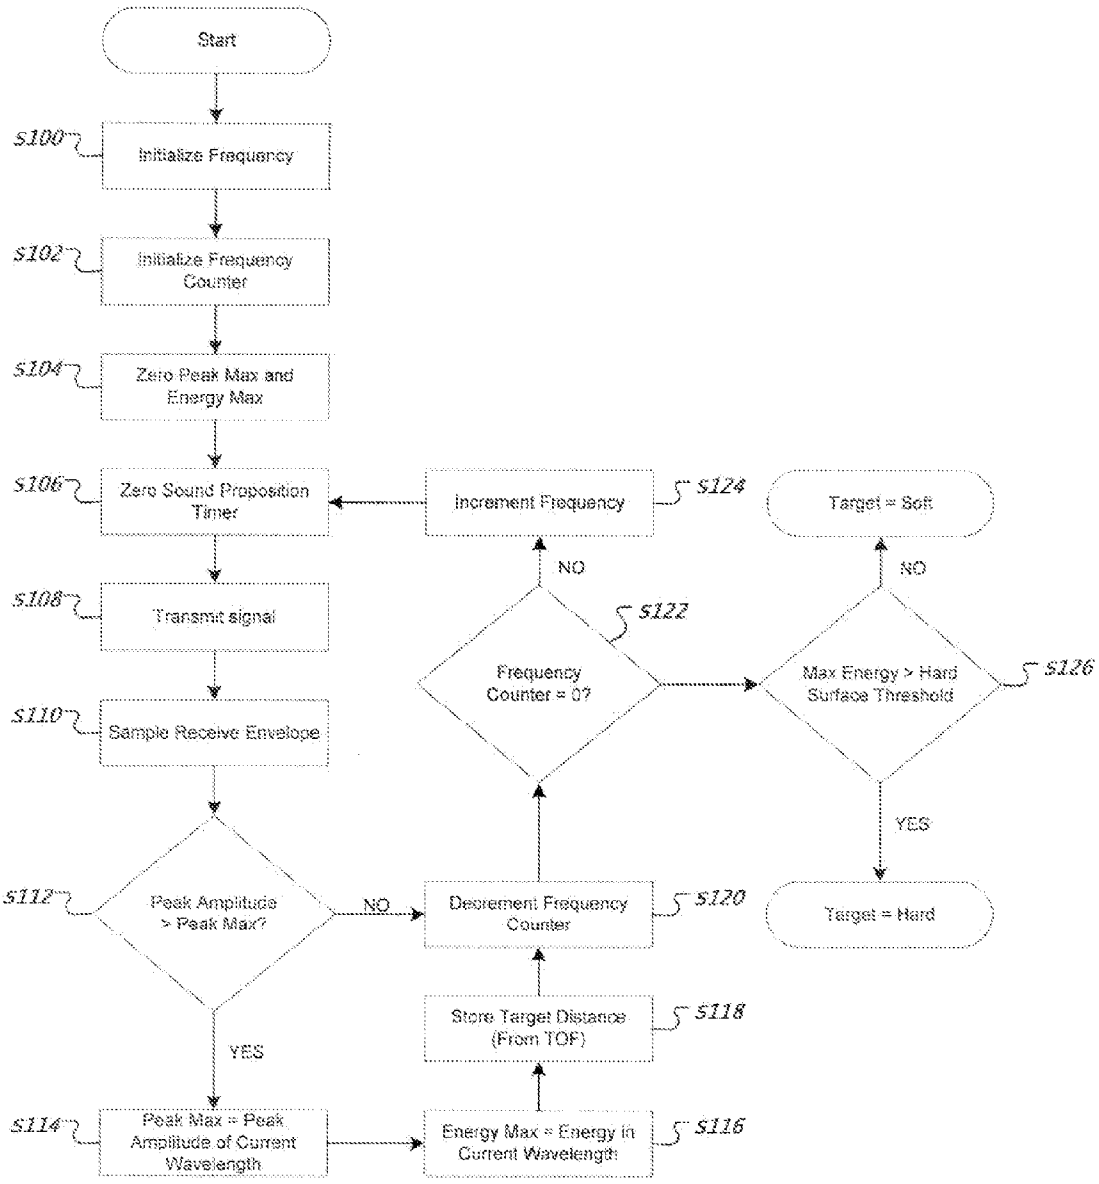 Start
s100
Initialize Frequency
s102
Initialize Frequency
Counter
s104
Zero Peak Max and
Energy Max
s106
Zero Sound Proposition
Timer
Increment Frequency
s124
Target = Soft
NO
NO
s108
Transmit signal
s122
Frequency
Counter = 0?
Max Energy > Hard
Surface Threshold
s126
s110
Sample Receive Envelope
YES
s112
Peak Amplitude
> Peak Max?
NO
Decrement Frequency
Counter
s120
Target = Hard
Store Target Distance
(From TOF)
s118
YES
s114
Peak Max = Peak
Amplitude of Current
Wavelength
Energy Max = Energy in
Current Wavelength
s116